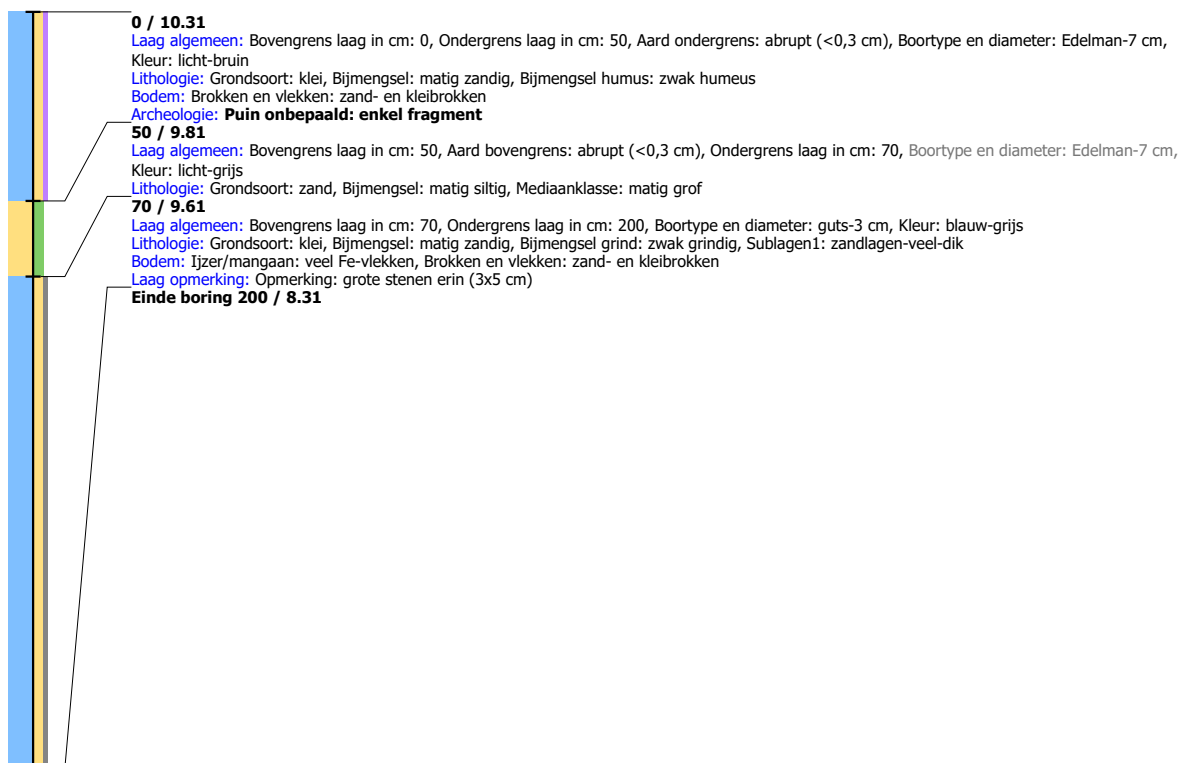 0 / 10.31
Laag algemeen: Bovengrens laag in cm: 0, Ondergrens laag in cm: 50, Aard ondergrens: abrupt (<0,3 cm), Boortype en diameter: Edelman-7 cm,
Kleur: licht-bruin
Lithologie: Grondsoort: klei, Bijmengsel: matig zandig, Bijmengsel humus: zwak humeus
Bodem: Brokken en vlekken: zand- en kleibrokken
Archeologie: Puin onbepaald: enkel fragment
50 / 9.81
Laag algemeen: Bovengrens laag in cm: 50, Aard bovengrens: abrupt (<0,3 cm), Ondergrens laag in cm: 70, Boortype en diameter: Edelman-7 cm,
Kleur: licht-grijs
Lithologie: Grondsoort: zand, Bijmengsel: matig siltig, Mediaanklasse: matig grof
70 / 9.61
Laag algemeen: Bovengrens laag in cm: 70, Ondergrens laag in cm: 200, Boortype en diameter: guts-3 cm, Kleur: blauw-grijs
Lithologie: Grondsoort: klei, Bijmengsel: matig zandig, Bijmengsel grind: zwak grindig, Sublagen1: zandlagen-veel-dik
Bodem: Ijzer/mangaan: veel Fe-vlekken, Brokken en vlekken: zand- en kleibrokken
Laag opmerking: Opmerking: grote stenen erin (3x5 cm)
Einde boring 200 / 8.31